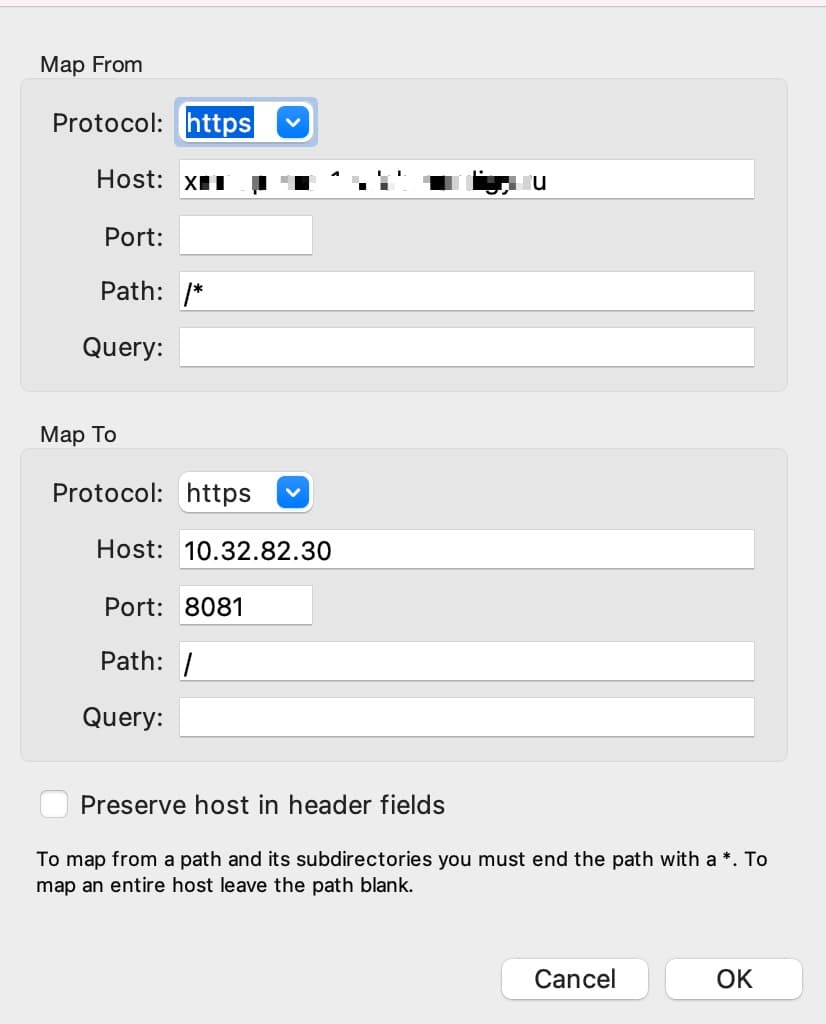 Map From
Protocol: https
Host:
Port:
Path: /*
Query:
Map To
Protocol: https
Host: 10.32.82.30
Port: 8081
Path: /
Query:
Preserve host in header fields
To map from a path and its subdirectories you must end the path with a *. To
map an entire host leave the path blank.
Cancel OK